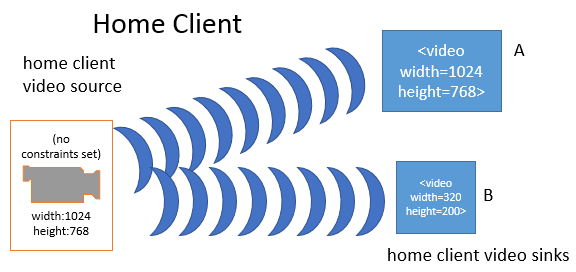 Home Client
home client
video source
(no
constraints set)
width:1024
height:768
<video
width=1024
height=768>
A
<video
width=320
height=200>
B
home client video sinks